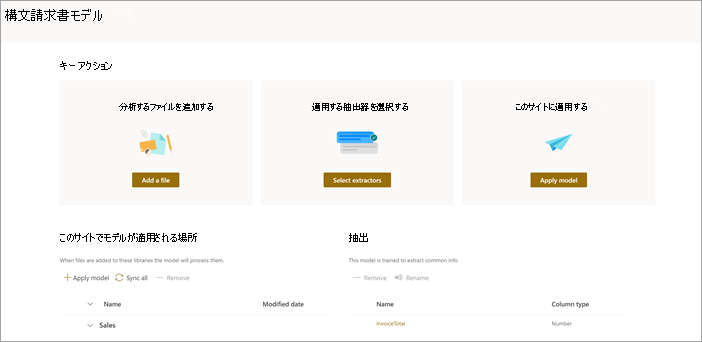 構文請求書モデル
キー アクション
分析するファイルを追加する
適用する抽出器を選択する
このサイトに適用する
Add a file
Select extractors
Apply model
このサイトでモデルが適用される場所
抽出
When files are added to these libraries the model will process them.
This model is trained to extract common info
Apply model Sync all Remove
Remove Rename
Name Modified date
Name Column type
Sales
InvoiceTotal Number